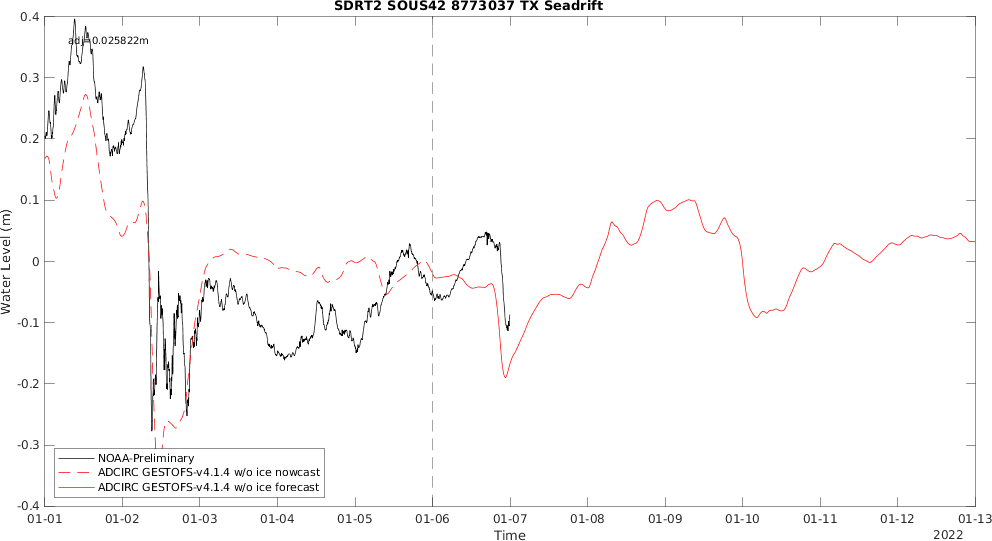 SDRT2 SOUS42 8773037 TX Seadrift
adj=0.025822m
0.4
0.3
0.2
0.1
0
-0.1
-0.2
-0.3
-0.4
Water Level (m)
NOAA-Preliminary
ADCIRC GESTOFS-v4.1.4 w/o ice nowcast
ADCIRC GESTOFS-v4.1.4 w/o ice forecast
01-01 01-02 01-03 01-04 01-05 01-06 01-07 01-08 01-09 01-10 01-11 01-12 01-13
Time
2022